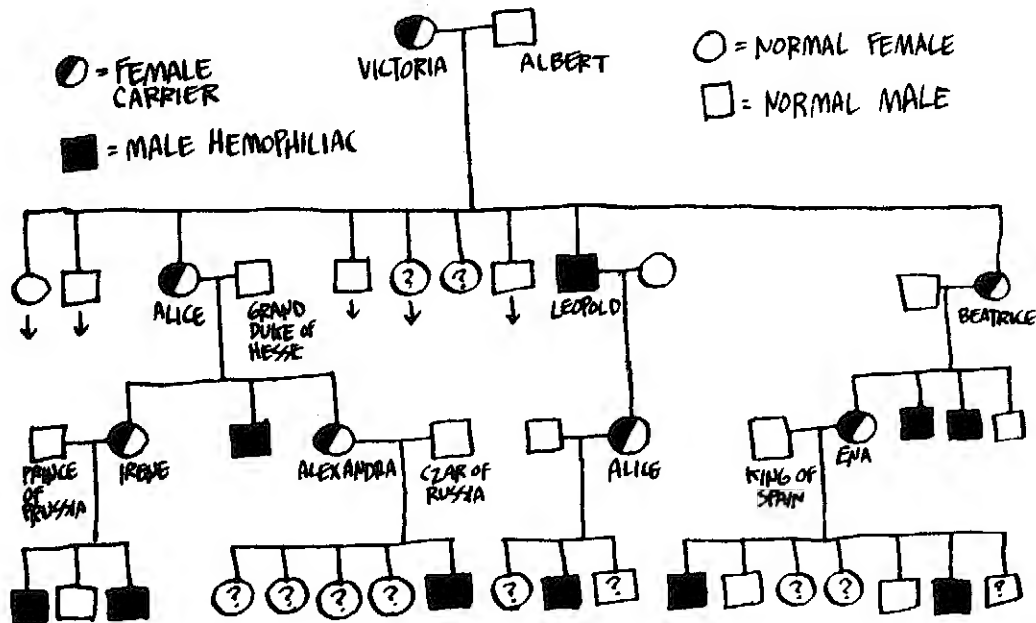 = FEMALE
CARRIER
= MALE HEMOPHILIAC
VICTORIA
ALBERT
= NORMAL FEMALE
= NORMAL MALE
? ?
ALICE
GRAND
DUKE OF
HESSE
LEOPOLD
BEATRICE
PRINCE
OF
PRUSSIA
IRENE
ALEXANDRA
CZAR OF
RUSSIA
ALICE
KING OF
SPAIN
ENA
? ? ? ? ? ? ? ? ?